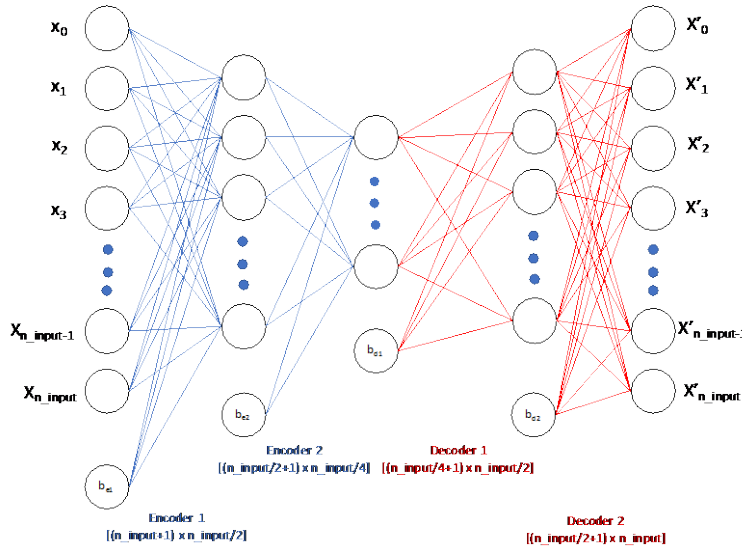 x0
x1
x2
x3
Xn_input-1
Xn_input
be1
be2
bd1
bd2
X'0
X'1
X'2
X'3
X'n_input-1
X'n_input
Encoder 2
[(n_input/2+1) x n_input/4]
Decoder 1
[(n_input/4+1) x n_input/2]
Encoder 1
[(n_input+1) x n_input/2]
Decoder 2
[(n_input/2+1) x n_input]